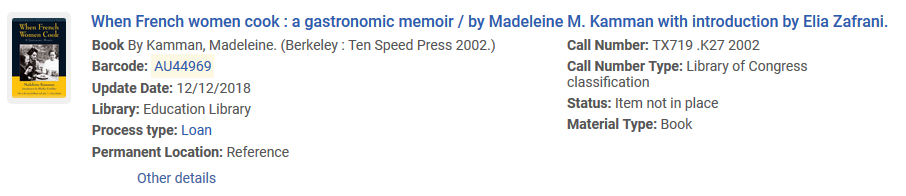 When French women cook : a gastronomic memoir / by Madeleine M. Kamman with introduction by Elia Zafrani.
Book By Kamman, Madeleine. (Berkeley : Ten Speed Press 2002.)
Barcode: AU44969
Update Date: 12/12/2018
Library: Education Library
Process type: Loan
Permanent Location: Reference
Other details
Call Number: TX719 .K27 2002
Call Number Type: Library of Congress
classification
Status: Item not in place
Material Type: Book
When French
Women Cook
Madeleine Kamman